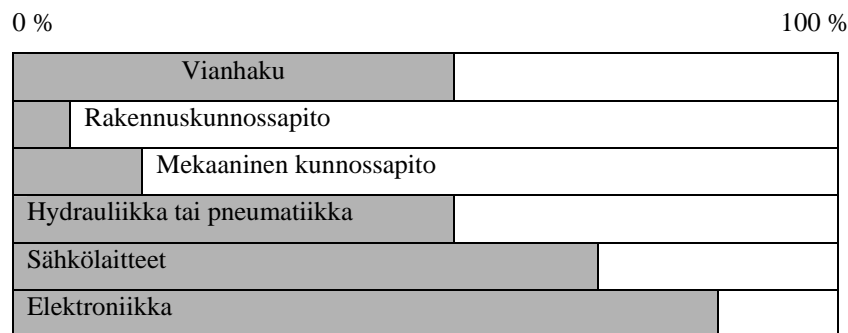 0 % 100 %
Vianhaku
Rakennuskunnossapito
Mekaaninen kunnossapito
Hydrauliikka tai pneumatiikka
Sähkölaitteet
Elektroniikka